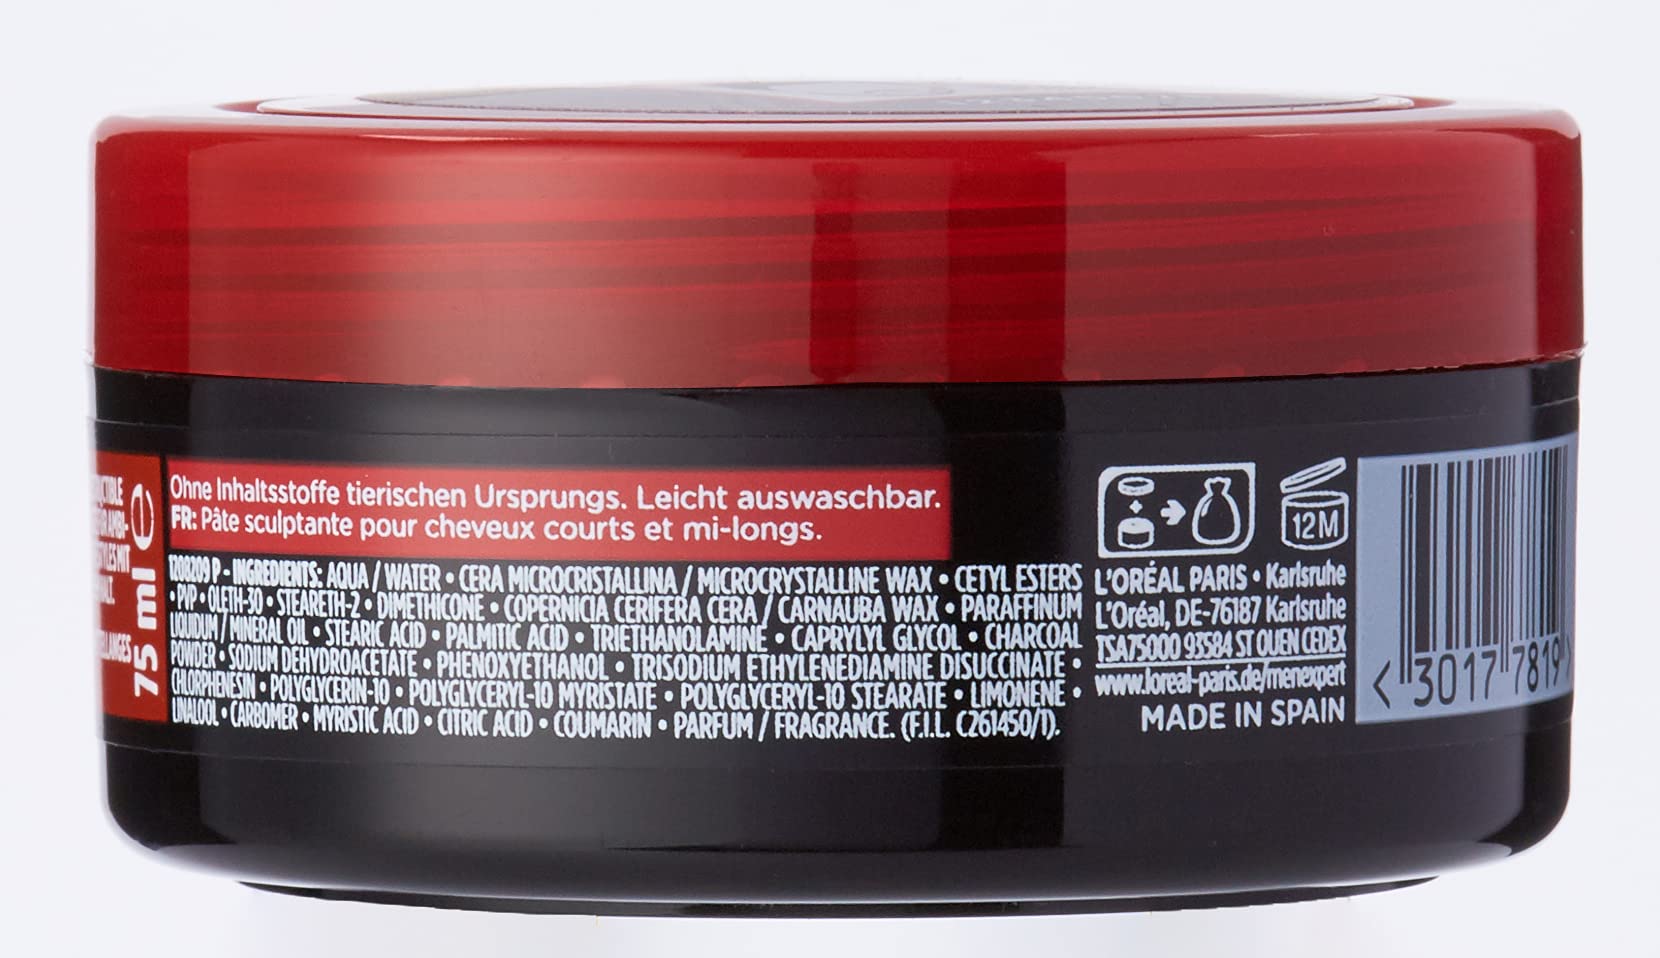 75 ml e
Ohne Inhaltsstoffe tierischen Ursprungs. Leicht auswaschbar.
FR: Pâte sculptante pour cheveux courts et mi-longs.
1208209 P - INGREDIENTS: AQUA / WATER • CERA MICROCRISTALLINA / MICROCRYSTALLINE WAX • CETYL ESTERS
• PVP • OLETH-30 • STEARETH-2 • DIMETHICONE • COPERNICIA CERIFERA CERA / CARNAUBA WAX • PARAFFINUM
LIQUIDUM / MINERAL OIL • STEARIC ACID • PALMITIC ACID • TRIETHANOLAMINE • CAPRYLYL GLYCOL • CHARCOAL
POWDER • SODIUM DEHYDROACETATE • PHENOXYETHANOL • TRISODIUM ETHYLENEDIAMINE DISUCCINATE •
CHLORPHENESIN • POLYGLYCERIN-10 • POLYGLYCERYL-10 MYRISTATE • POLYGLYCERYL-10 STEARATE • LIMONENE •
LINALOOL • CARBOMER • MYRISTIC ACID • CITRIC ACID • COUMARIN • PARFUM / FRAGRANCE. (F.I.L. C261450/1).
12M
L'ORÉAL PARIS • Karlsruhe
L'Oréal, DE-76187 Karlsruhe
TSA 75000 93584 ST OUEN CEDEX
www.loreal-paris.de/menexpert
MADE IN SPAIN
< 3017 7819 >